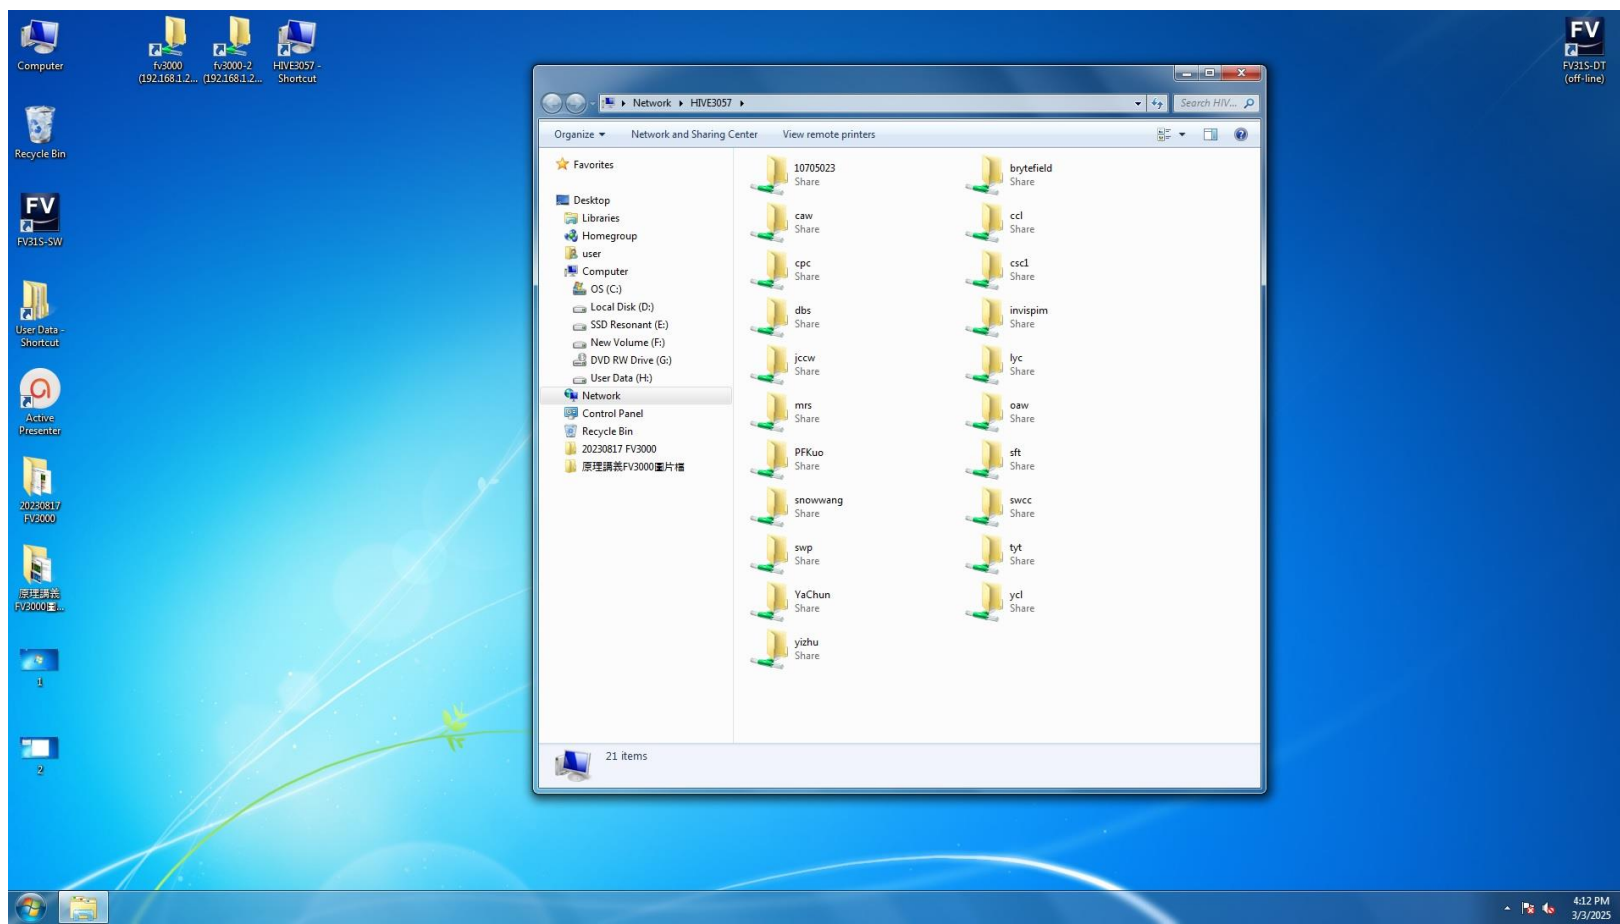 Computer
fv3000
(192.168.1.2...
fv3000-2
(192.168.1.2...
HIVE3057 -
Shortcut
FV
FV31S-DT
(off-line)
Recycle Bin
FV
FV31S-SW
User Data -
Shortcut
Active
Presenter
20230817
FV3000
原理講義
FV3000圖...
1
2
Network
HIVE3057
Search HIV...
Organize
Network and Sharing Center
View remote printers
Favorites
Desktop
Libraries
Homegroup
user
Computer
OS (C:)
Local Disk (D:)
SSD Resonant (E:)
New Volume (F:)
DVD RW Drive (G:)
User Data (H:)
Network
Control Panel
Recycle Bin
20230817 FV3000
原理講義FV3000圖片檔
10705023
Share
brytefield
Share
caw
Share
ccl
Share
cpc
Share
csc1
Share
dbs
Share
invispim
Share
jccw
Share
lyc
Share
mrs
Share
oaw
Share
PFKuo
Share
sft
Share
snowwang
Share
swcc
Share
swp
Share
tyt
Share
YaChun
Share
ycl
Share
yizhu
Share
21 items
4:12 PM
3/3/2025